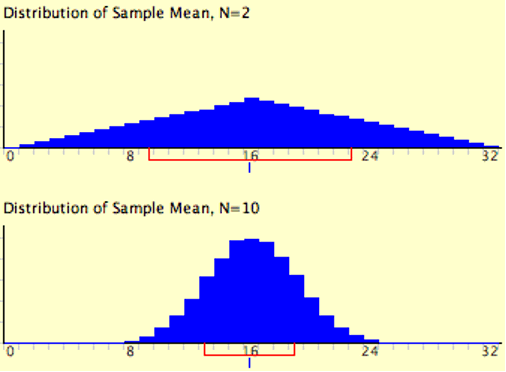 Distribution of Sample Mean, N=2
0 8 16 24 32
Distribution of Sample Mean, N=10
0 8 16 24 32